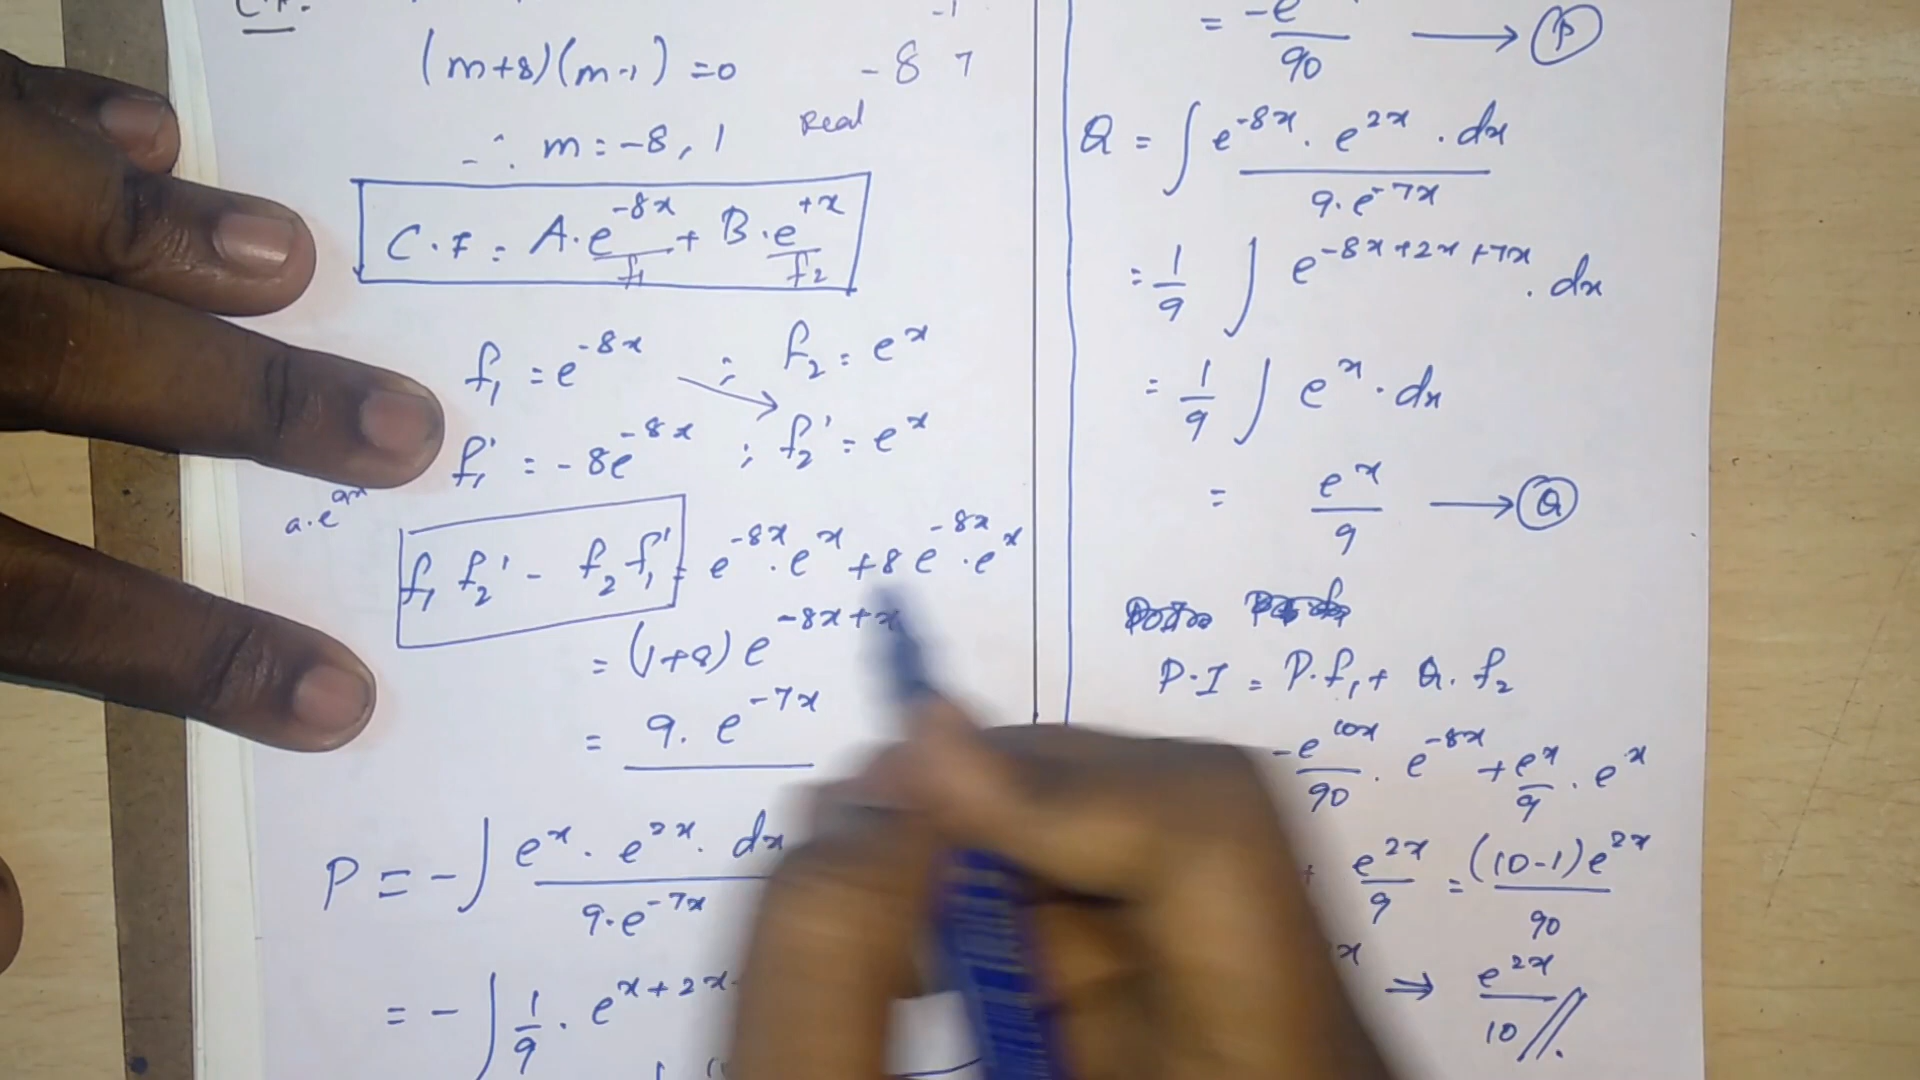 C.F.
(m+8)(m-1) =0
-1
-8 7
∴ m = -8, 1
Real
C.F = A.e^{-8x} + B.e^{+x}
f₁ f₂
f₁ = e^{-8x} ; f₂ = e^{x}
f₁' = -8e^{-8x} ; f₂' = e^{x}
a.e^{ax}
f₁ f₂' - f₂ f₁' = e^{-8x}.e^{x} + 8e^{-8x}.e^{x}
= (1+8) e^{-8x+x}
= 9. e^{-7x}
P = -∫ e^{x}. e^{2x}. dx
9.e^{-7x}
= -∫ 1/9 . e^{x+2x
= -e
90 → P
Q = ∫ e^{-8x}. e^{2x} . dx
9.e^{-7x}
= 1/9 ∫ e^{-8x+2x+7x} . dx
= 1/9 ∫ e^{x}. dx
= e^{x}/9 → Q
P.I = P.f₁ + Q.f₂
-e^{10x}/90 . e^{-8x} + e^{x}/9 . e^{x}
+ e^{2x}/9 = (10-1)e^{2x}/90
x ⇒ e^{2x}/10 //.